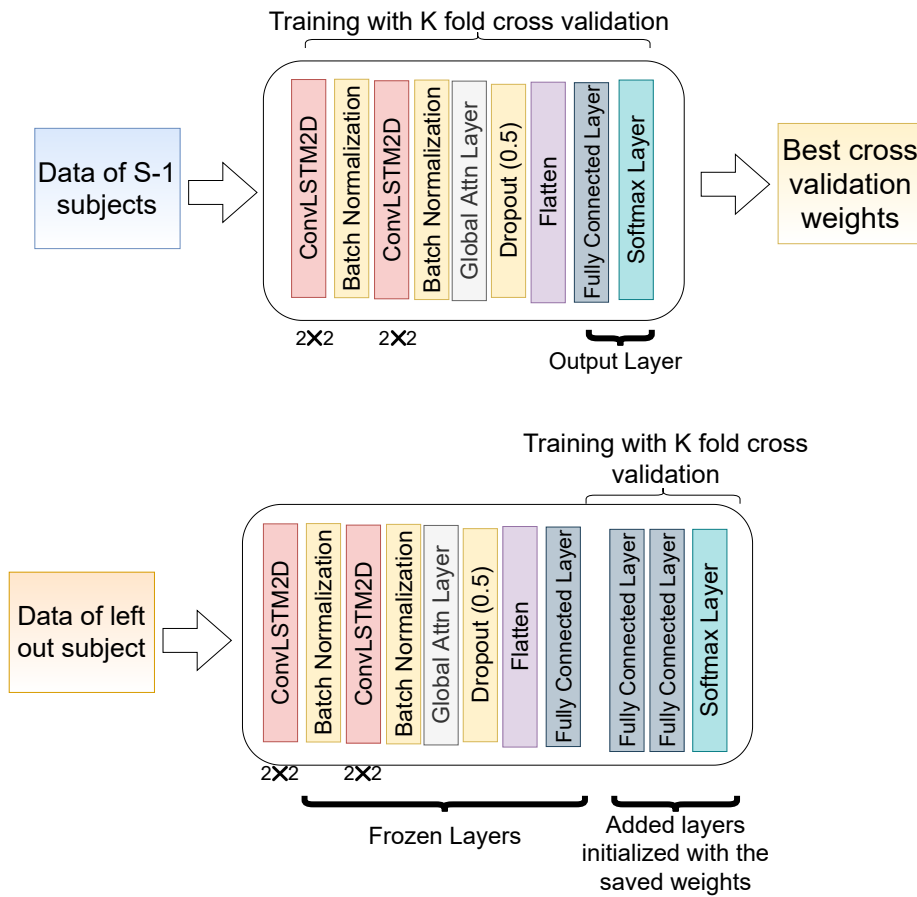 Training with K fold cross validation
Data of S-1
subjects
ConvLSTM2D
Batch Normalization
ConvLSTM2D
Batch Normalization
Global Attn Layer
Dropout (0.5)
Flatten
Fully Connected Layer
Softmax Layer
Best cross
validation
weights
2✕2
2✕2
Output Layer
Training with K fold cross
validation
Data of left
out subject
ConvLSTM2D
Batch Normalization
ConvLSTM2D
Batch Normalization
Global Attn Layer
Dropout (0.5)
Flatten
Fully Connected Layer
Fully Connected Layer
Fully Connected Layer
Softmax Layer
2✕2
2✕2
Frozen Layers
Added layers
initialized with the
saved weights